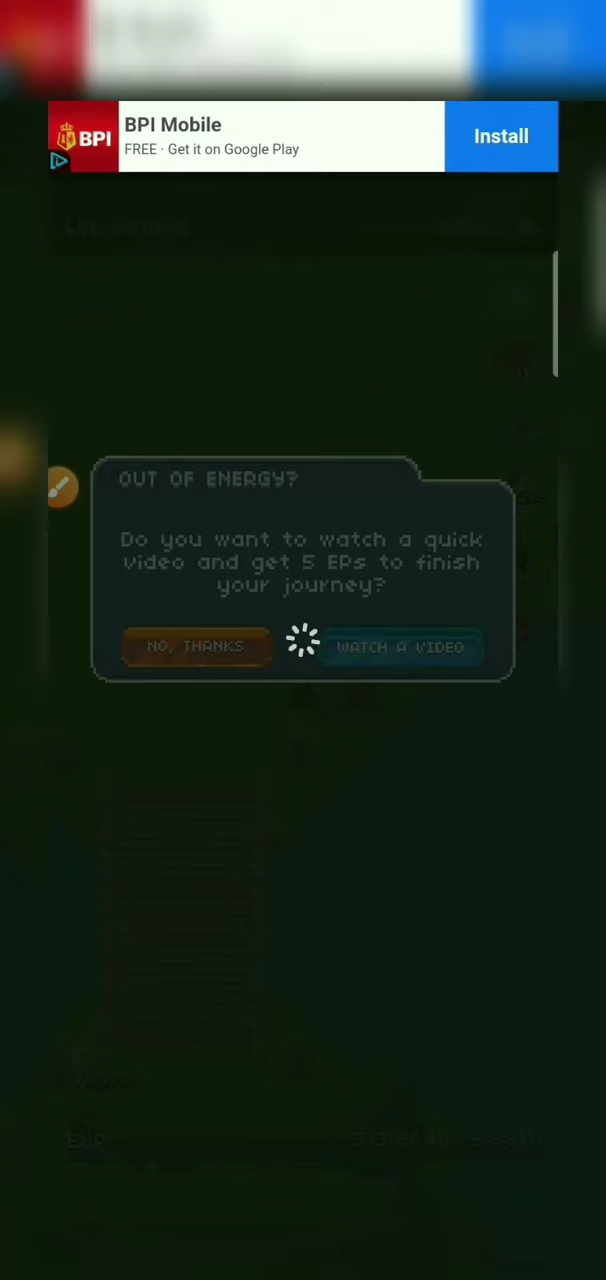 BPI
BPI Mobile
FREE · Get it on Google Play
Install
OUT OF ENERGY?
Do you want to watch a quick
video and get 5 EPs to finish
your journey?
NO, THANKS
WATCH A VIDEO